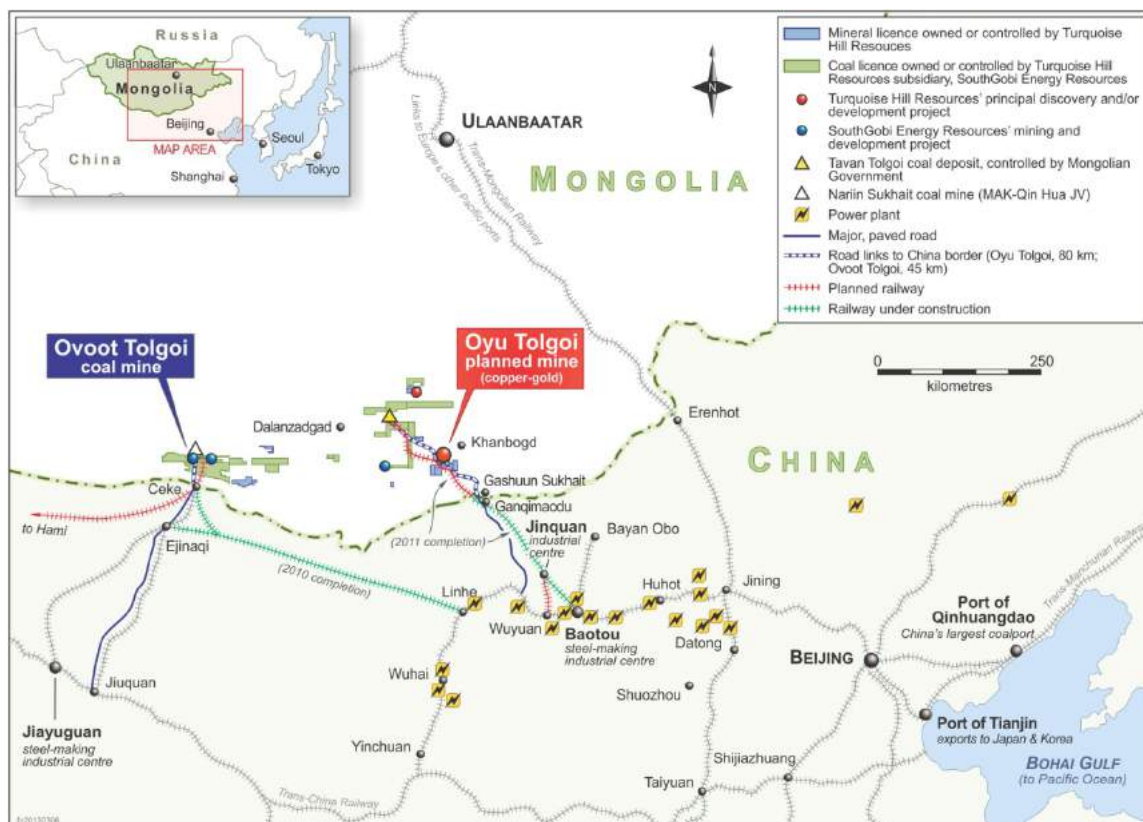 Russia
Ulaanbaatar
Mongolia
Beijing
MAP AREA
Seoul
China
Tokyo
Shanghai
N
Mineral licence owned or controlled by Turquoise
Hill Resouces
Coal licence owned or controlled by Turquoise Hill
Resources subsidiary, SouthGobi Energy Resources
Turquoise Hill Resources' principal discovery and/or
development project
SouthGobi Energy Resources' mining and
development project
Tavan Tolgoi coal deposit, controlled by Mongolian
Government
Nariin Sukhait coal mine (MAK-Qin Hua JV)
Power plant
Major, paved road
Road links to China border (Oyu Tolgoi, 80 km;
Ovoot Tolgoi, 45 km)
Planned railway
Railway under construction
ULAANBAATAR
MONGOLIA
Trans-Mongolian Railway
Links to Europe & other Pacific ports
0 250
kilometres
Ovoot Tolgoi
coal mine
Oyu Tolgoi
planned mine
(copper-gold)
Erenhot
Dalanzadgad
Khanbogd
CHINA
Gashuun Sukhait
Ceke
Ganqimaodu
to Hami
(2011 completion)
Jinquan
industrial
centre
Bayan Obo
Ejinaqi
(2010 completion)
Linhe
Huhot
Jining
Trans-Manchurian Railway
Port of
Qinhuangdao
China's largest coalport
Wuyuan
Baotou
steel-making
industrial centre
Datong
BEIJING
Wuhai
Shuozhou
Jiuquan
Jiayuguan
steel-making
industrial centre
Port of Tianjin
exports to Japan & Korea
Yinchuan
Shijiazhuang
BOHAI GULF
(to Pacific Ocean)
Taiyuan
Trans-China Railway